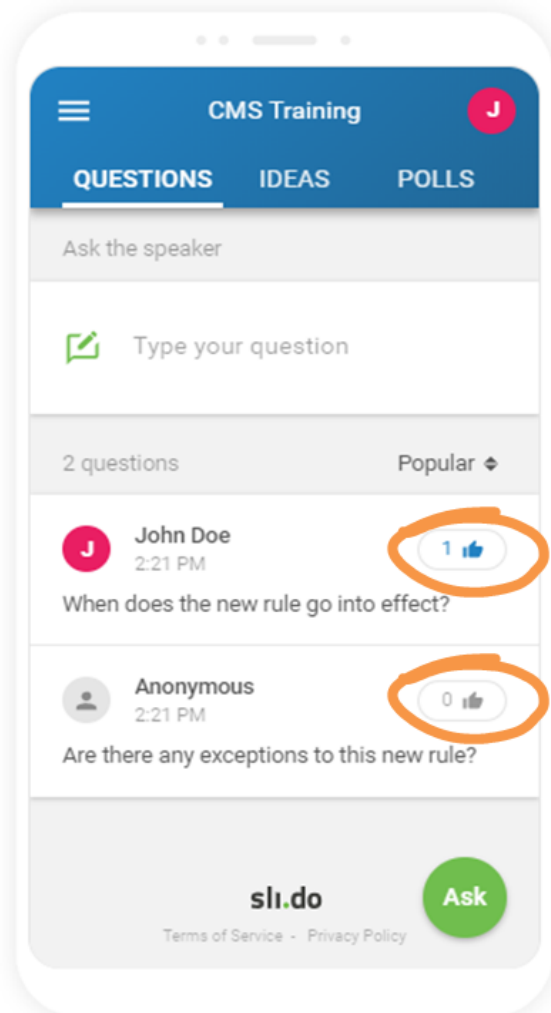 CMS Training
J
QUESTIONS IDEAS POLLS
Ask the speaker
Type your question
2 questions Popular
J
John Doe
2:21 PM
1
When does the new rule go into effect?
Anonymous
2:21 PM
0
Are there any exceptions to this new rule?
sli.do
Ask
Terms of Service - Privacy Policy